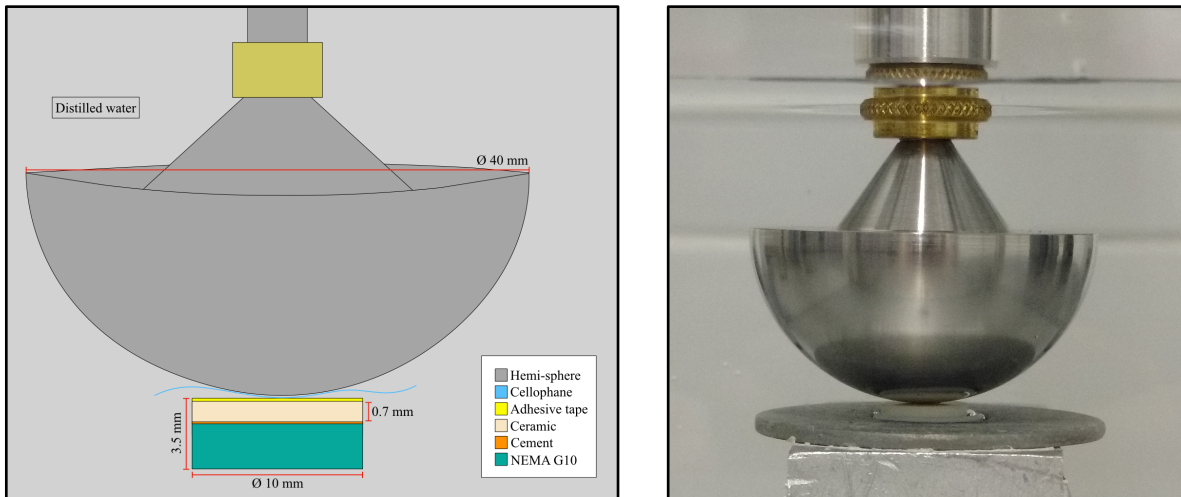 Distilled water
Ø 40 mm
Hemi-sphere
Cellophane
Adhesive tape
Ceramic
Cement
NEMA G10
0.7 mm
3.5 mm
Ø 10 mm